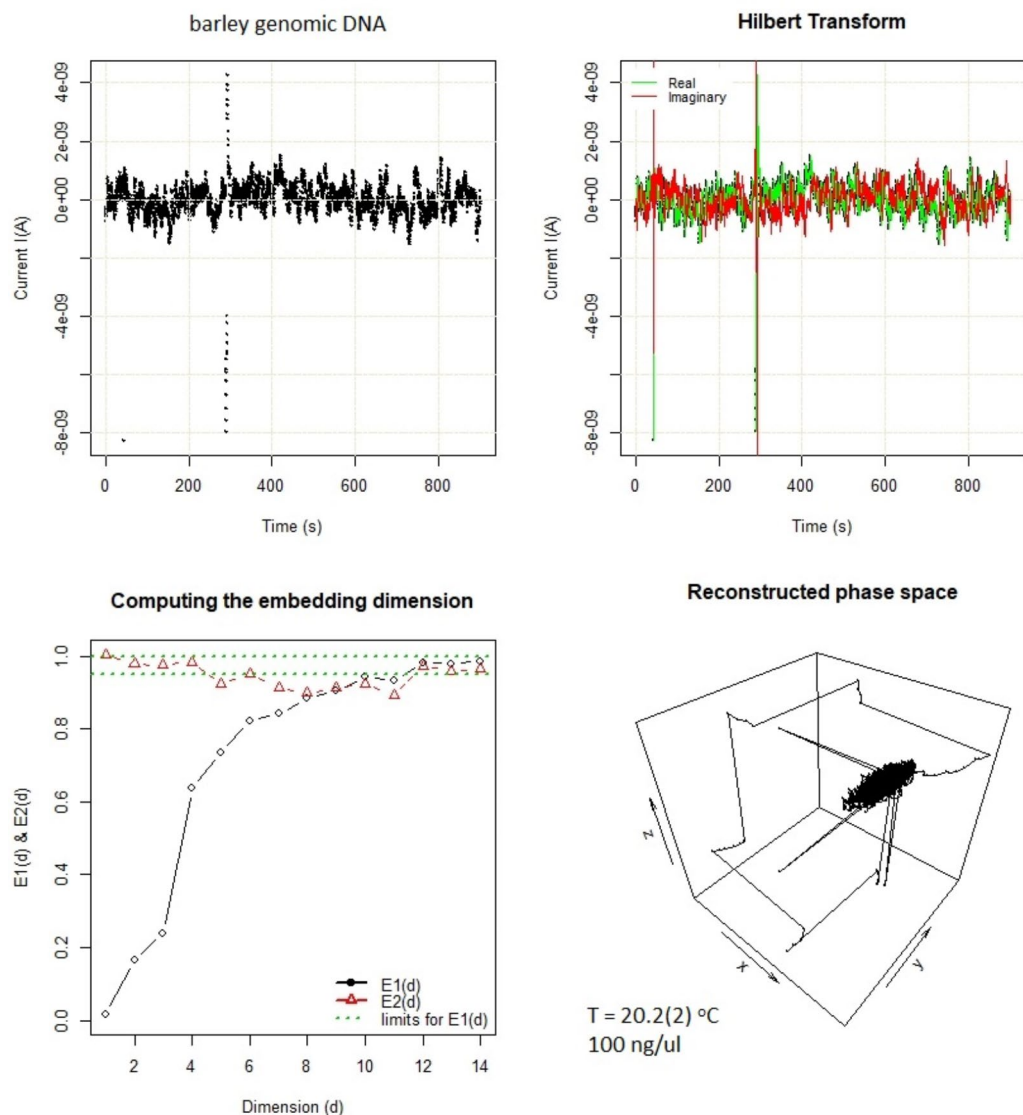 barley genomic DNA
4e-09
2e-09
0e+00
-4e-09
-8e-09
Current I(A)
0 200 400 600 800
Time (s)
Hilbert Transform
Real
Imaginary
4e-09
2e-09
0e+00
-4e-09
-8e-09
Current I(A)
0 200 400 600 800
Time (s)
Computing the embedding dimension
1.0
0.8
0.6
0.4
0.2
0.0
E1(d) & E2(d)
E1(d)
E2(d)
limits for E1(d)
2 4 6 8 10 12 14
Dimension (d)
Reconstructed phase space
z
x
y
T = 20.2(2) °C
100 ng/ul